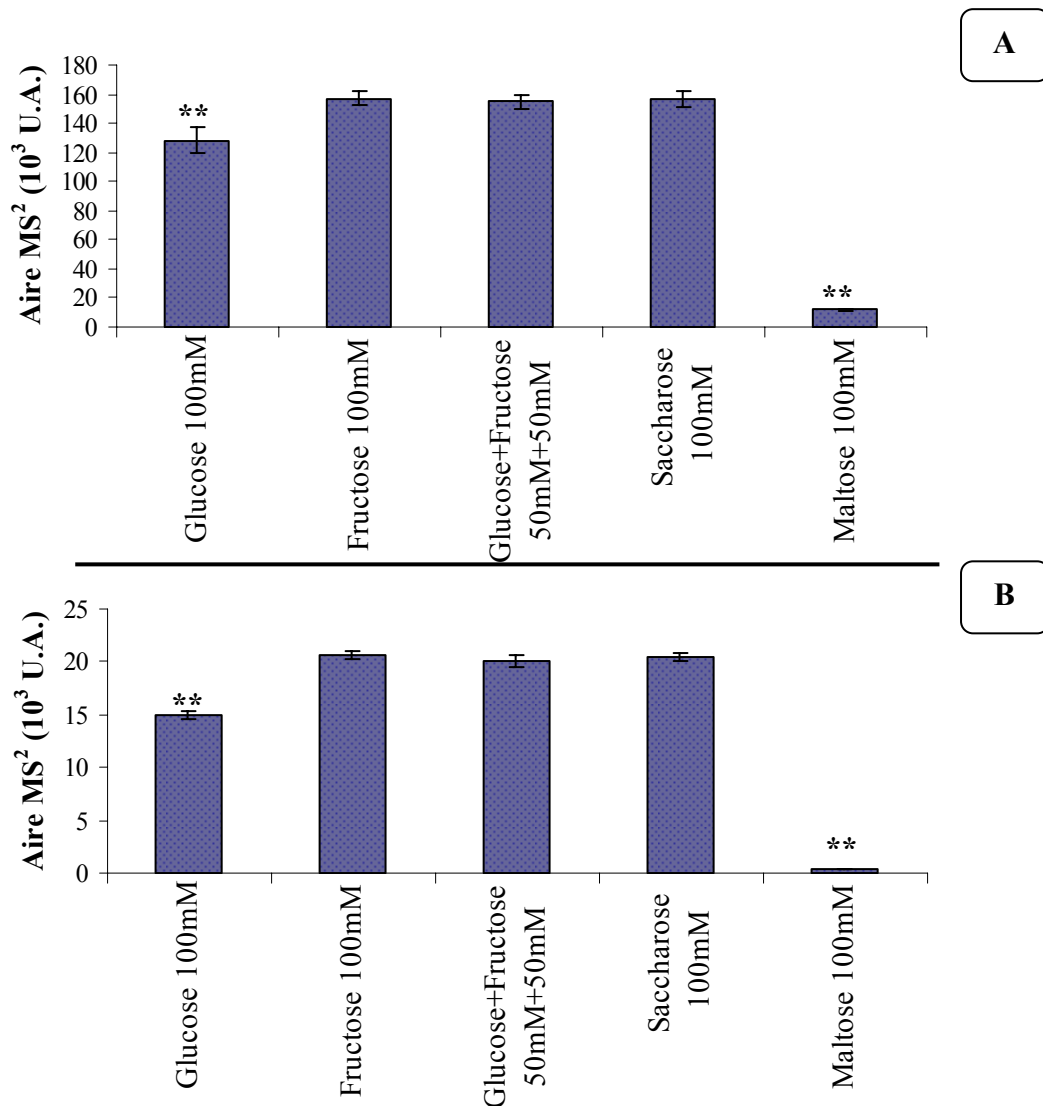 A
Aire MS² (10³ U.A.)
180
160
140
120
100
80
60
40
20
0
**
**
Glucose 100mM
Fructose 100mM
Glucose+Fructose
50mM+50mM
Saccharose
100mM
Maltose 100mM
B
Aire MS² (10³ U.A.)
25
20
15
10
5
0
**
**
Glucose 100mM
Fructose 100mM
Glucose+Fructose
50mM+50mM
Saccharose
100mM
Maltose 100mM